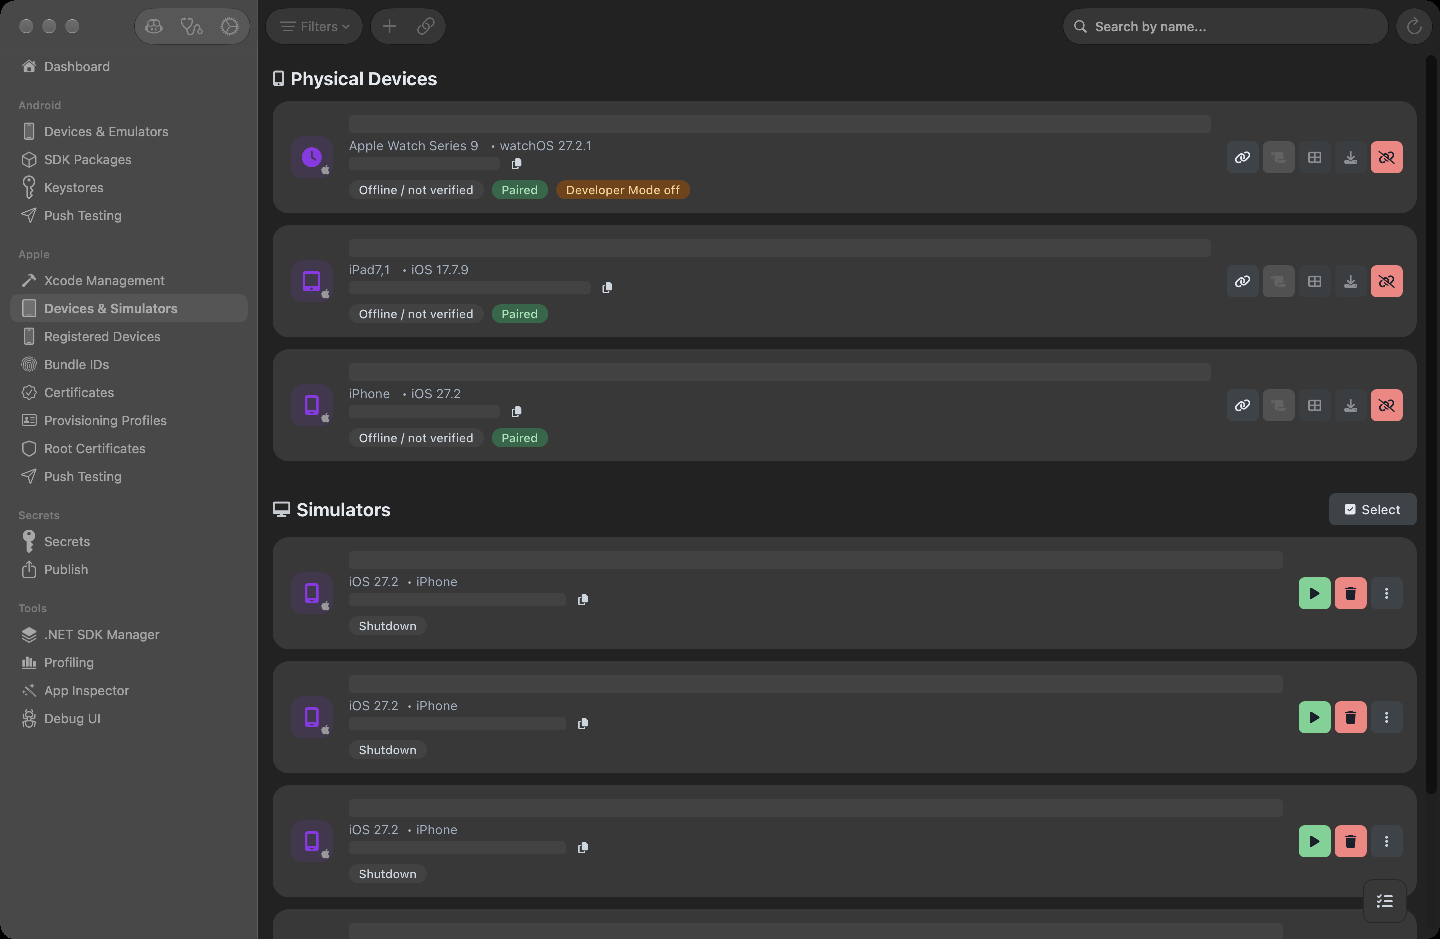 Filters
Search by name...
Dashboard
Android
Devices & Emulators
SDK Packages
Keystores
Push Testing
Apple
Xcode Management
Devices & Simulators
Registered Devices
Bundle IDs
Certificates
Provisioning Profiles
Root Certificates
Push Testing
Secrets
Secrets
Publish
Tools
.NET SDK Manager
Profiling
App Inspector
Debug UI
Physical Devices
Apple Watch Series 9 • watchOS 27.2.1
Offline / not verified Paired Developer Mode off
iPad7,1 • iOS 17.7.9
Offline / not verified Paired
iPhone • iOS 27.2
Offline / not verified Paired
Simulators
Select
iOS 27.2 • iPhone
Shutdown
iOS 27.2 • iPhone
Shutdown
iOS 27.2 • iPhone
Shutdown